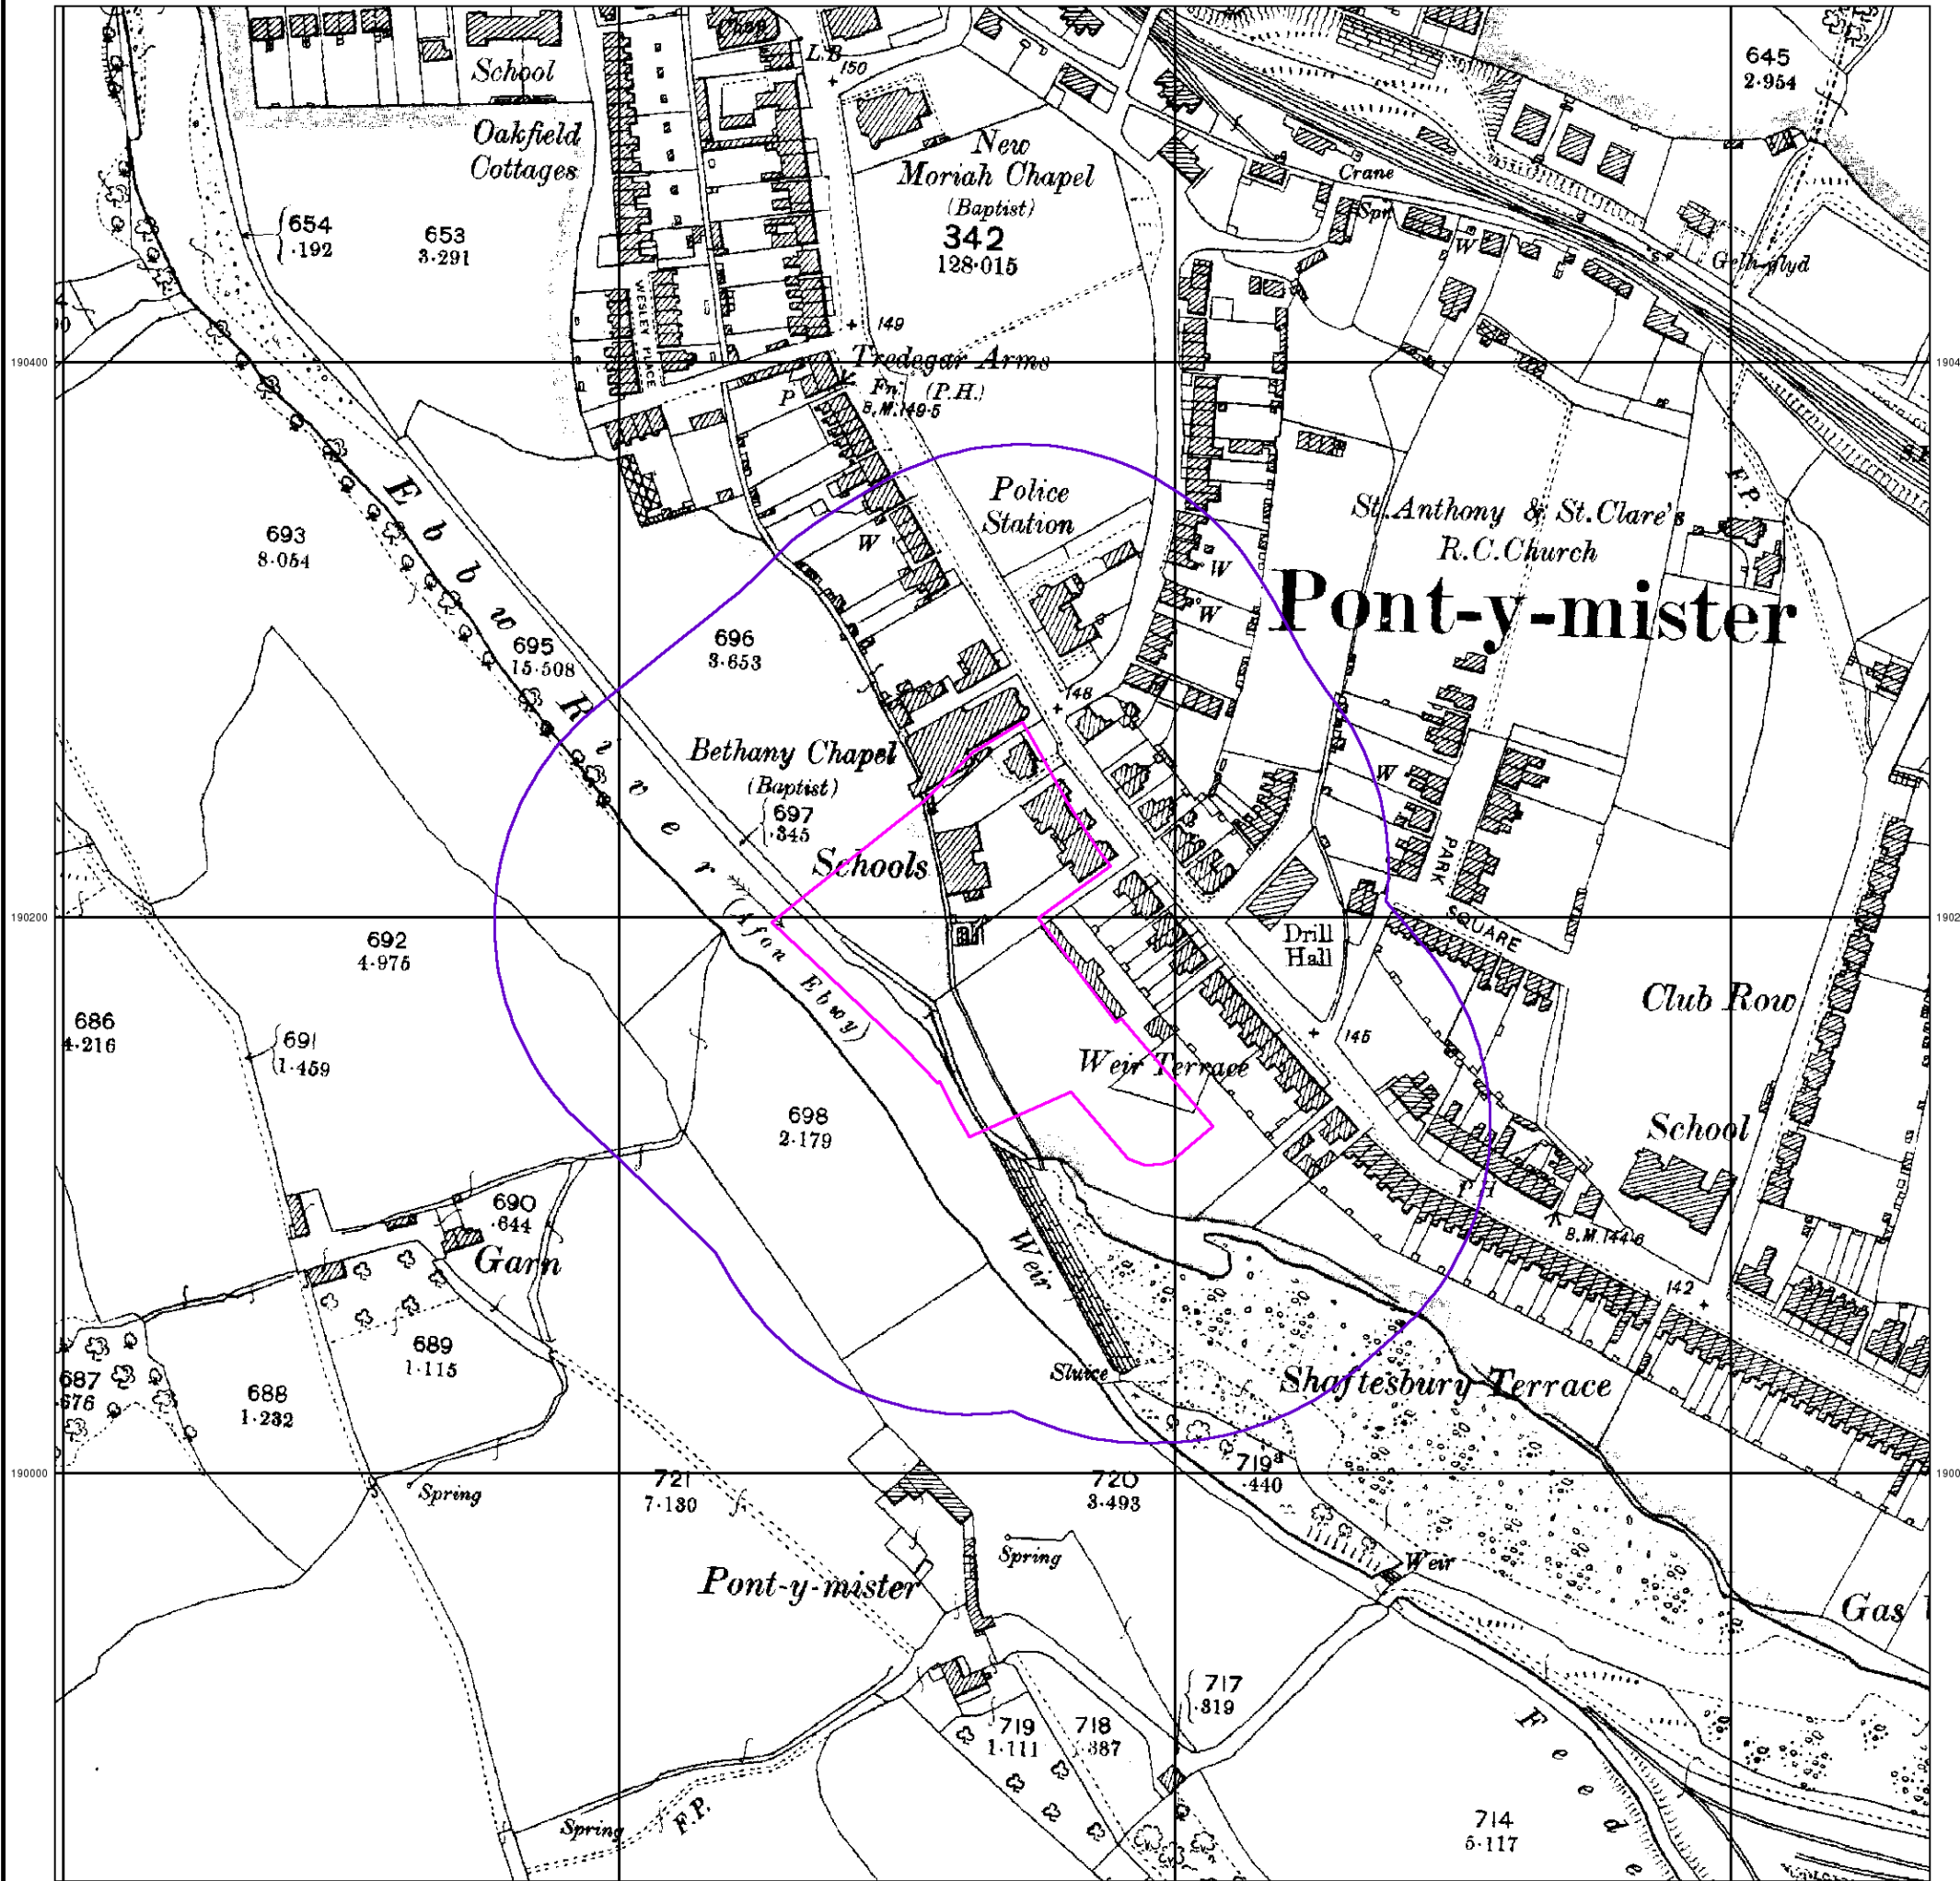 School
Chap.
L.B
150
645
2.954
Oakfield
Cottages
New
Moriah Chapel
(Baptist)
342
128.015
Crane
Spr
W
S.P.
654
.192
653
3.291
WESLEY PLACE
149
190400
Tredegar Arms
(P.H.)
Fn
P
B.M.149.5
F.P.
Police
Station
St. Anthony & St. Clare's
R.C. Church
W
W
W
Pont-y-mister
693
8.054
Ebbw River
695
15.508
696
3.653
148
Bethany Chapel
(Baptist)
697
.345
Schools
W
PARK
SQUARE
190200
(Afon Ebwy)
Drill
Hall
692
4.975
Club Row
686
4.216
691
1.459
145
Weir Terrace
698
2.179
School
P.H
690
.644
Garn
Weir
B.M.144.6
142
689
1.115
687
.676
688
1.232
Sluice
Shaftesbury Terrace
190000
Spring
721
7.130
720
3.493
719a
.440
Spring
Pont-y-mister
Weir
Gas
717
.319
719
1.111
718
.387
Spring
F.P.
714
5.117
Feede